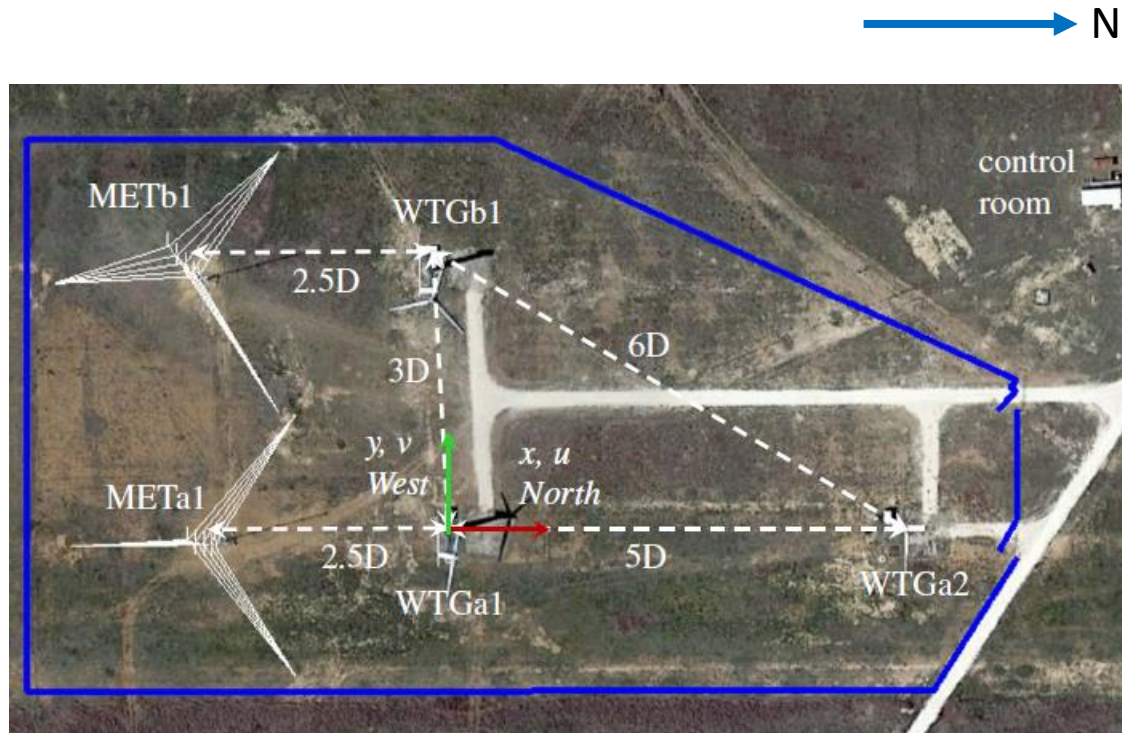 N
control
room
METb1
WTGb1
2.5D
6D
3D
y, v
West
x, u
North
METa1
2.5D
5D
WTGa1
WTGa2